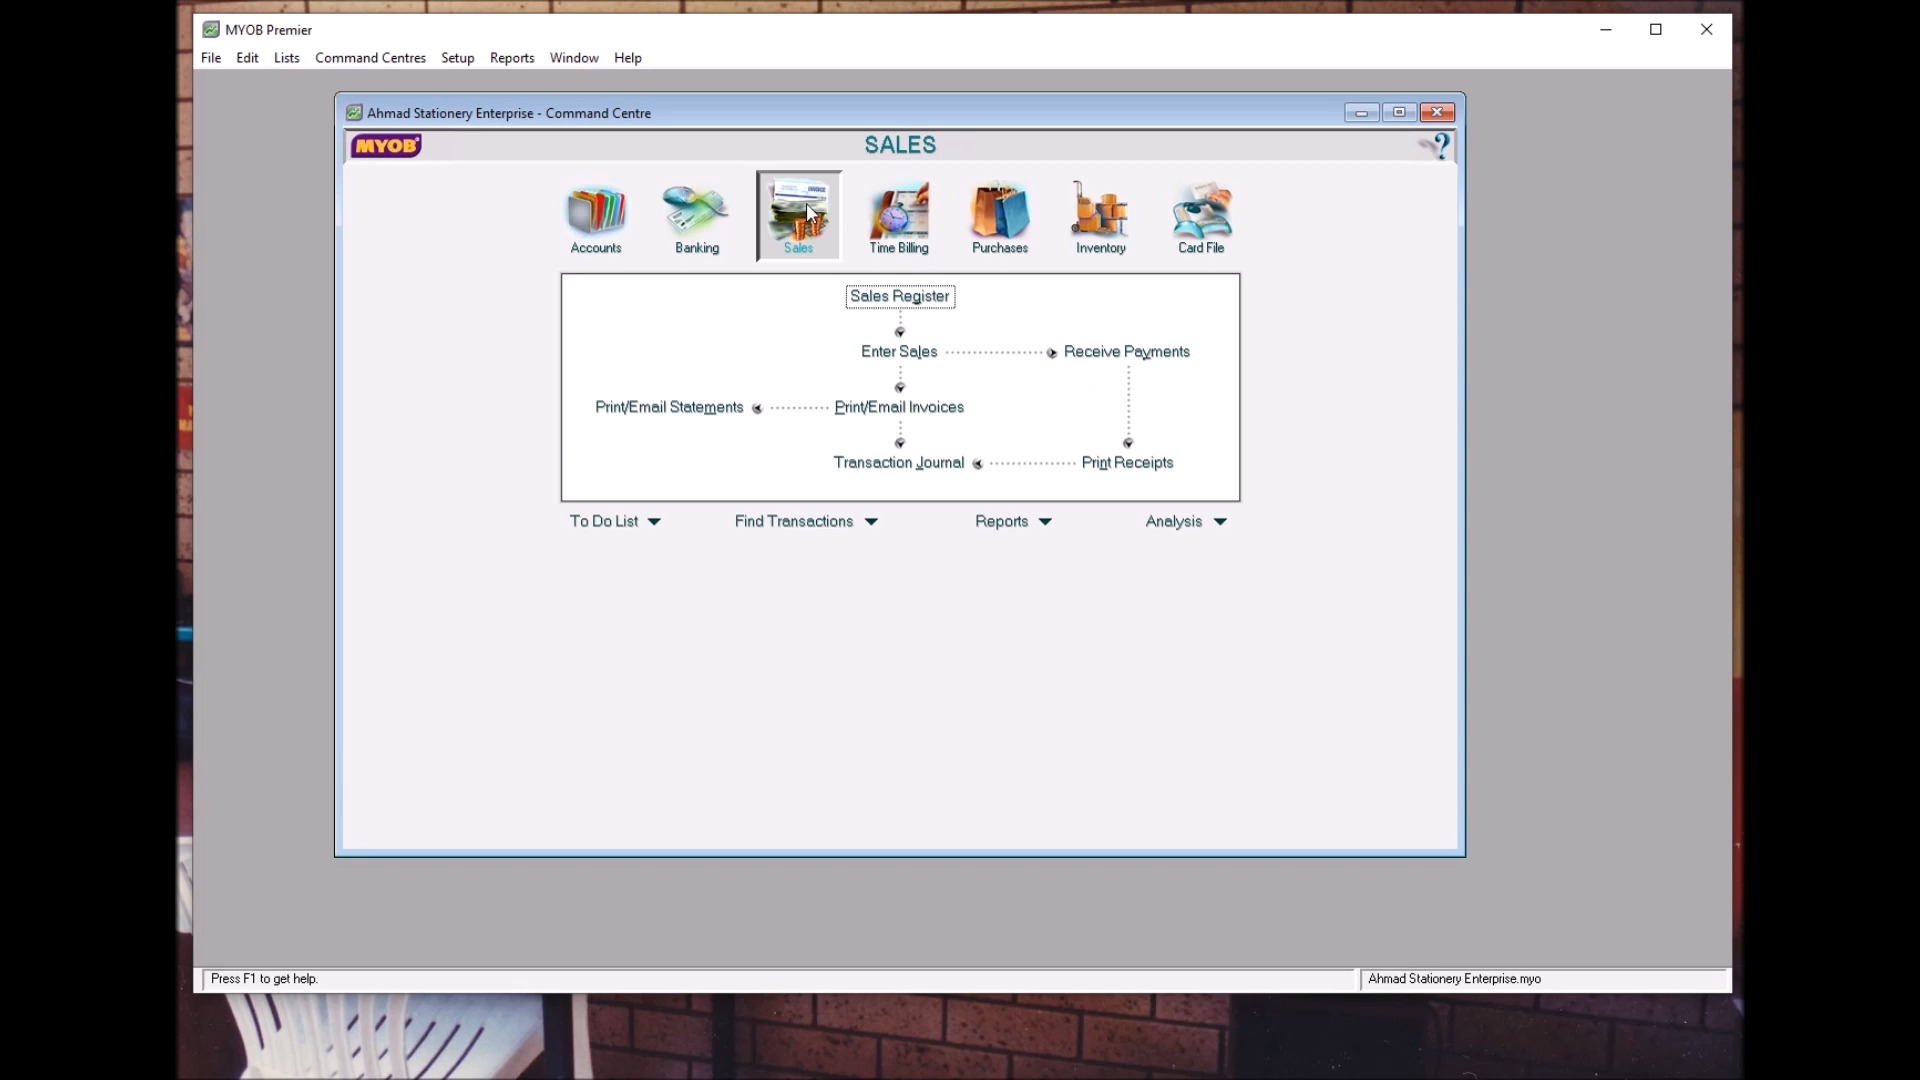 MYOB Premier
File Edit Lists Command Centres Setup Reports Window Help
Ahmad Stationery Enterprise - Command Centre
MYOB
SALES
?
INVOICE
Accounts Banking Sales Time Billing Purchases Inventory Card File
Sales Register
Enter Sales Receive Payments
Print/Email Statements Print/Email Invoices
Transaction Journal Print Receipts
To Do List Find Transactions Reports Analysis
Press F1 to get help. Ahmad Stationery Enterprise.myo